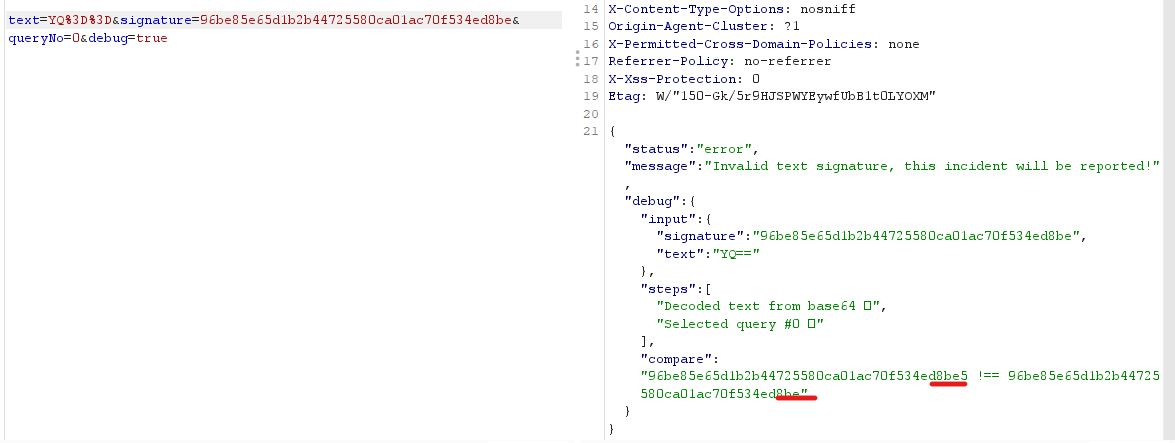 text=YQ%3D%3D&signature=96be85e65d1b2b44725580ca01ac70f534ed8be&
queryNo=0&debug=true
14 X-Content-Type-Options: nosniff
15 Origin-Agent-Cluster: ?1
16 X-Permitted-Cross-Domain-Policies: none
17 Referrer-Policy: no-referrer
18 X-Xss-Protection: 0
19 Etag: W/"150-Gk/5r9HJSPWYEywfUbB1t0LYOXM"
20
21 {
"status":"error",
"message":"Invalid text signature, this incident will be reported!"
,
"debug":{
"input":{
"signature":"96be85e65d1b2b44725580ca01ac70f534ed8be",
"text":"YQ=="
},
"steps":[
"Decoded text from base64 □",
"Selected query #0 □"
],
"compare":
"96be85e65d1b2b44725580ca01ac70f534ed8be5 !== 96be85e65d1b2b44725
580ca01ac70f534ed8be"
}
}